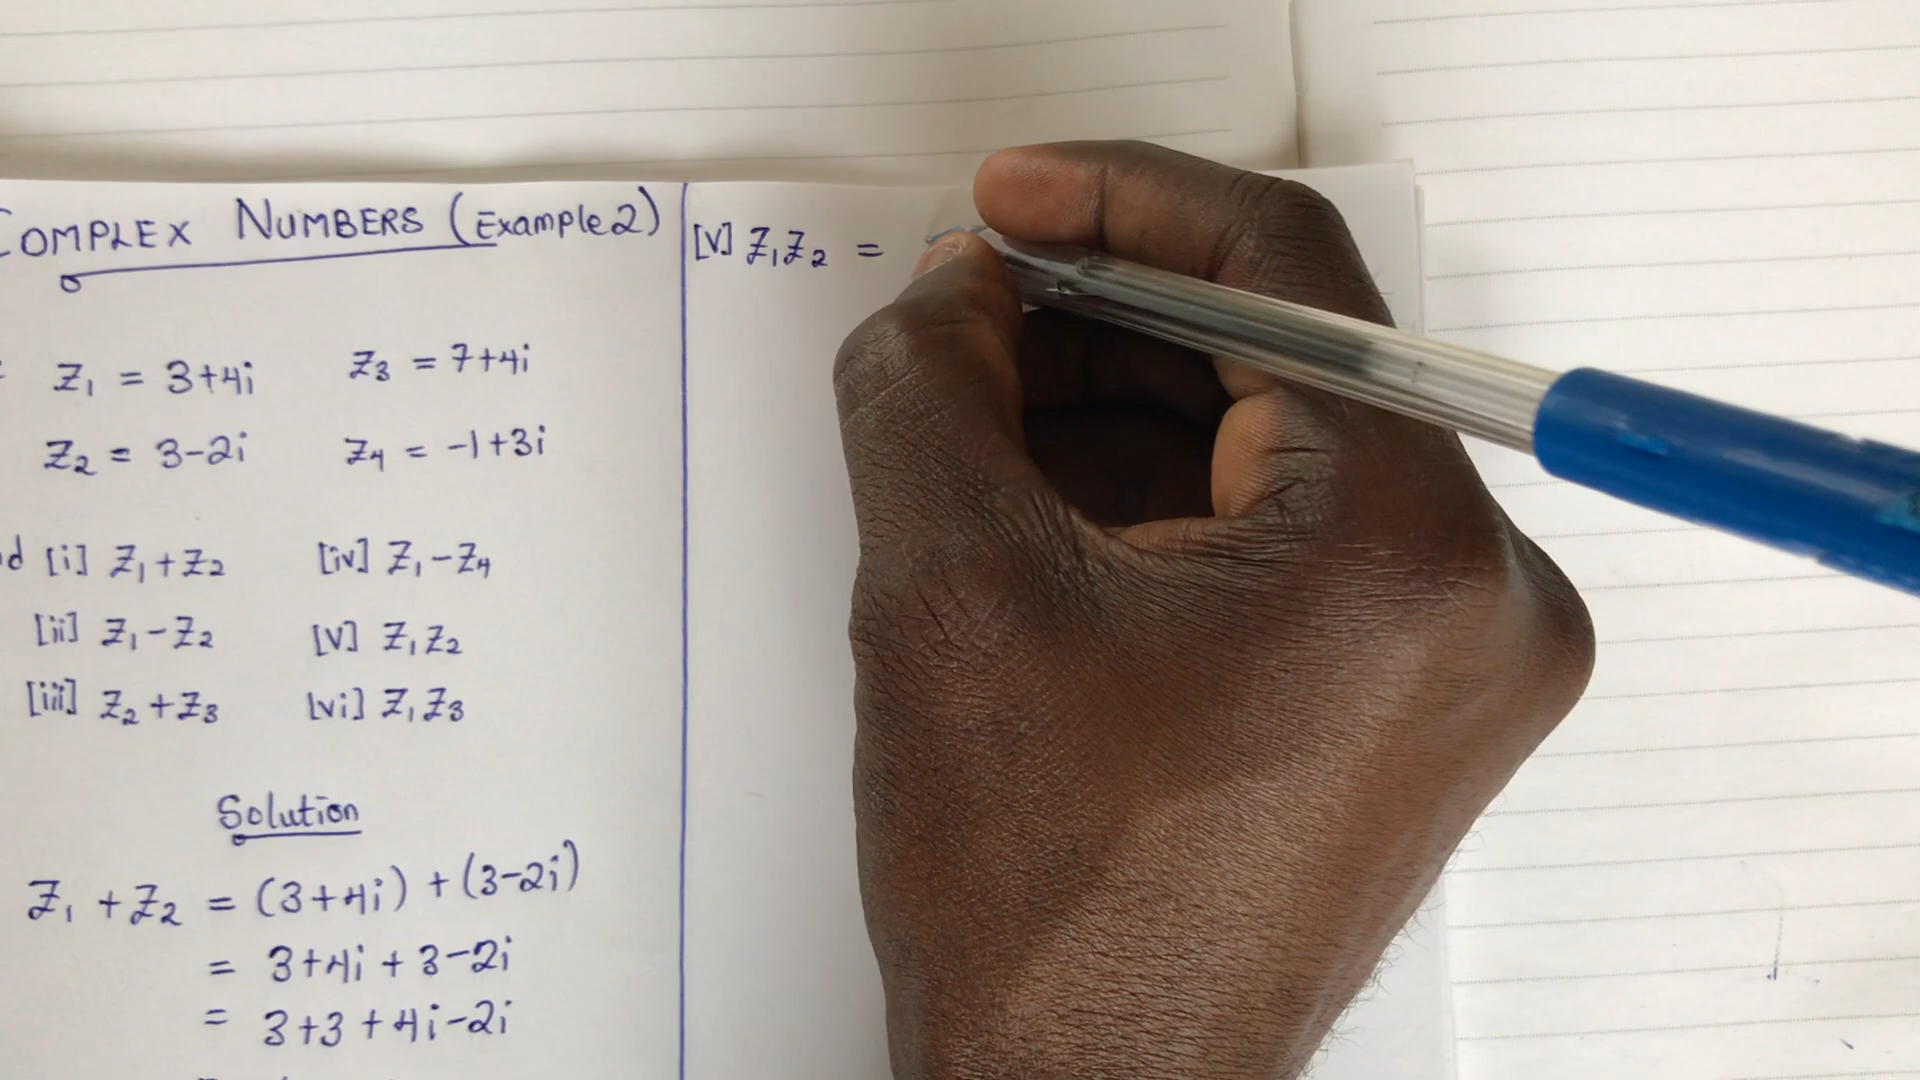 COMPLEX NUMBERS (Example 2)
Z₁ = 3+4i Z₃ = 7+4i
Z₂ = 3-2i Z₄ = -1+3i
[i] Z₁+Z₂ [iv] Z₁-Z₄
[ii] Z₁-Z₂ [V] Z₁Z₂
[iii] Z₂+Z₃ [vi] Z₁Z₃
Solution
Z₁+Z₂ = (3+4i)+(3-2i)
= 3+4i+3-2i
= 3+3+4i-2i
[V] Z₁Z₂ =